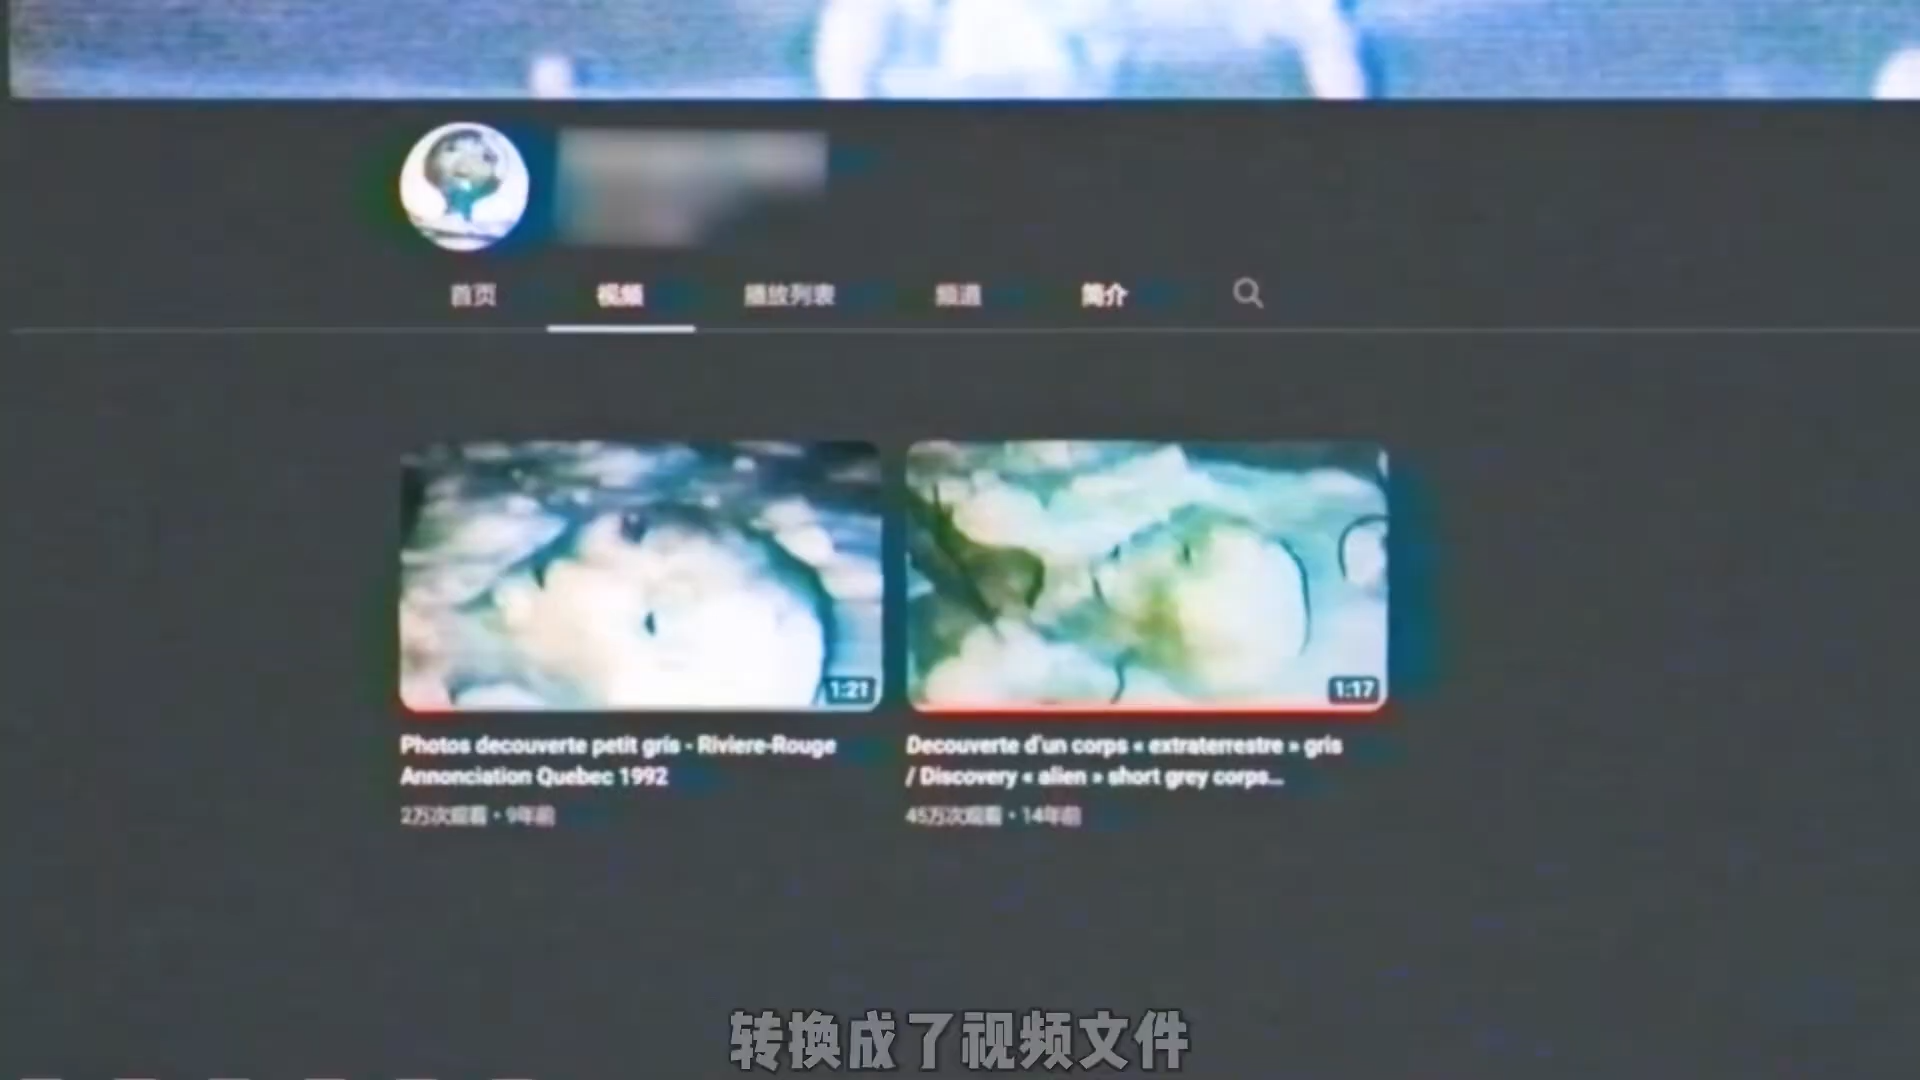 首页
视频
播放列表
频道
简介
1:21
1:17
Photos decouverte petit gris - Riviere-Rouge
Annonciation Quebec 1992
2万次观看・9年前
Decouverte d'un corps « extraterrestre » gris
/ Discovery « alien » short grey corps...
45万次观看・14年前
转换成了视频文件